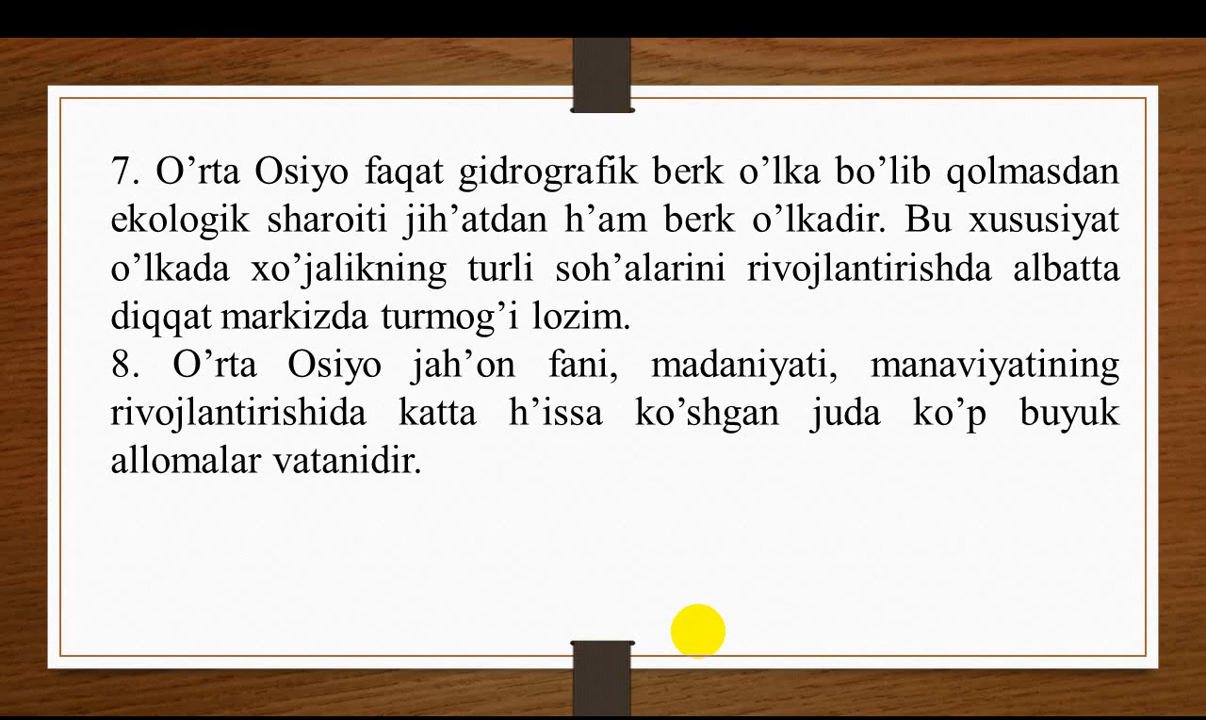 7. O’rta Osiyo faqat gidrografik berk o’lka bo’lib qolmasdan
ekologik sharoiti jih’atdan h’am berk o’lkadir. Bu xususiyat
o’lkada xo’jalikning turli soh’alarini rivojlantirishda albatta
diqqat markizda turmog’i lozim.
8. O’rta Osiyo jah’on fani, madaniyati, manaviyatining
rivojlantirishida katta h’issa ko’shgan juda ko’p buyuk
allomalar vatanidir.